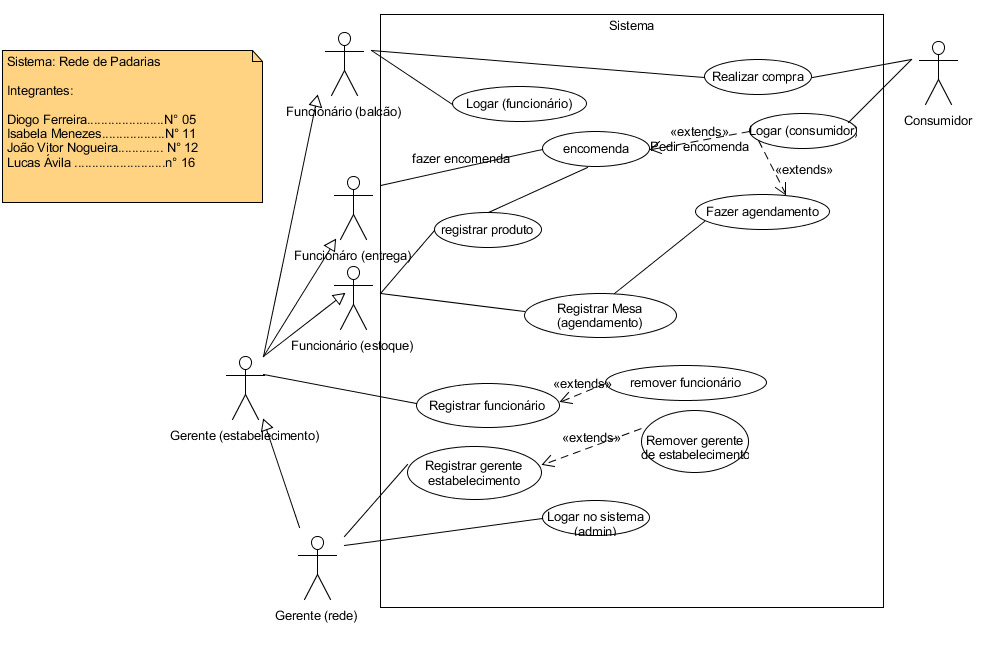 Sistema
Sistema: Rede de Padarias
Integrantes:
Diogo Ferreira......................N° 05
Isabela Menezes..................N° 11
João Vitor Nogueira............. N° 12
Lucas Ávila ..........................n° 16
Funcionário (balcão)
Realizar compra
Consumidor
Logar (funcionário)
Logar (consumidor)
«extends»
Pedir encomenda
encomenda
fazer encomenda
«extends»
Fazer agendamento
registrar produto
Funcionáro (entrega)
Registrar Mesa
(agendamento)
Funcionário (estoque)
«extends»
remover funcionário
Registrar funcionário
Gerente (estabelecimento)
«extends»
Remover gerente
de estabelecimento
Registrar gerente
estabelecimento
Logar no sistema
(admin)
Gerente (rede)